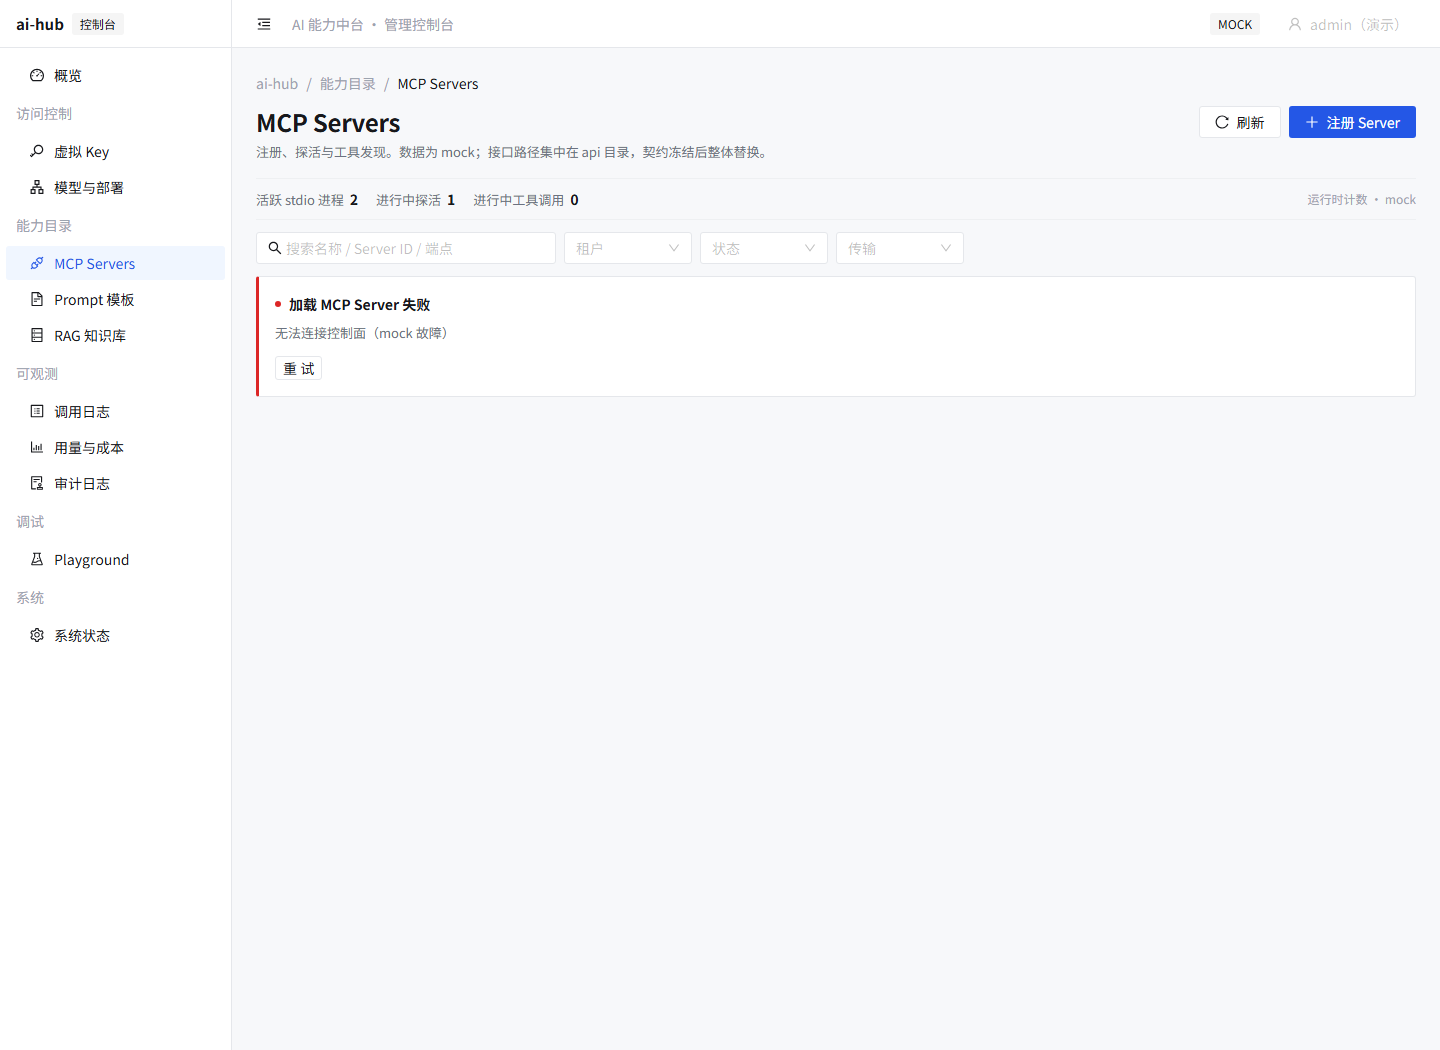 ai-hub 控制台
AI 能力中台 · 管理控制台
MOCK
admin（演示）
概览
访问控制
虚拟 Key
模型与部署
能力目录
MCP Servers
Prompt 模板
RAG 知识库
可观测
调用日志
用量与成本
审计日志
调试
Playground
系统
系统状态
ai-hub / 能力目录 / MCP Servers
MCP Servers
刷新
注册 Server
注册、探活与工具发现。数据为 mock；接口路径集中在 api 目录，契约冻结后整体替换。
活跃 stdio 进程 2 进行中探活 1 进行中工具调用 0
运行时计数 · mock
搜索名称 / Server ID / 端点
租户
状态
传输
加载 MCP Server 失败
无法连接控制面（mock 故障）
重 试